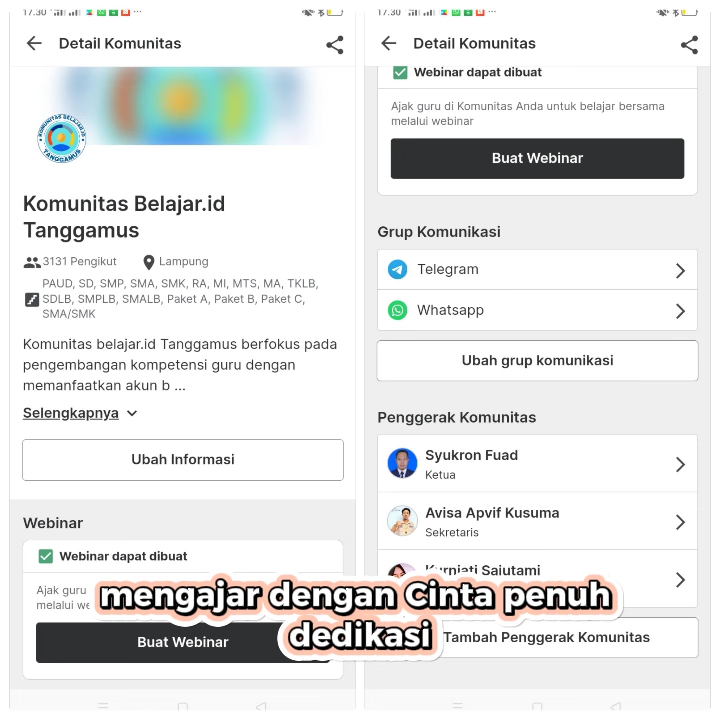 17.30
Detail Komunitas
KOMUNITAS BELAJAR.ID
TANGGAMUS
Komunitas Belajar.id
Tanggamus
3131 Pengikut
Lampung
PAUD, SD, SMP, SMA, SMK, RA, MI, MTS, MA, TKLB,
SDLB, SMPLB, SMALB, Paket A, Paket B, Paket C,
SMA/SMK
Komunitas belajar.id Tanggamus berfokus pada
pengembangan kompetensi guru dengan
memanfaatkan akun b ...
Selengkapnya
Ubah Informasi
Webinar
Webinar dapat dibuat
Ajak guru
melalui we
Buat Webinar
17.30
Detail Komunitas
Webinar dapat dibuat
Ajak guru di Komunitas Anda untuk belajar bersama
melalui webinar
Buat Webinar
Grup Komunikasi
Telegram
Whatsapp
Ubah grup komunikasi
Penggerak Komunitas
Syukron Fuad
Ketua
Avisa Apvif Kusuma
Sekretaris
Kurniati Sajutami
Tambah Penggerak Komunitas
mengajar dengan Cinta penuh
dedikasi